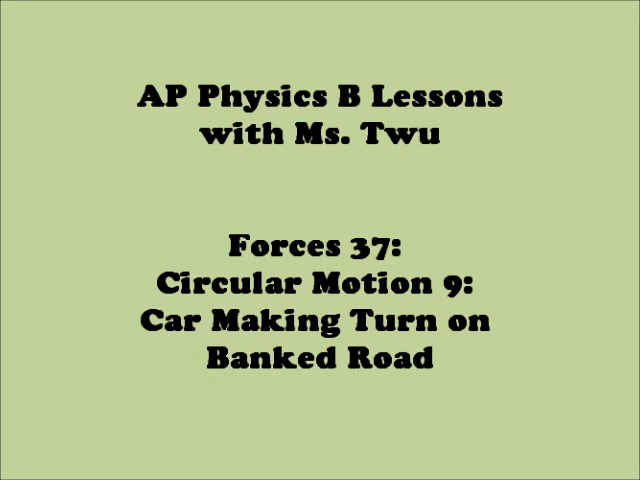 AP Physics B Lessons
with Ms. Twu
Forces 37:
Circular Motion 9:
Car Making Turn on
Banked Road